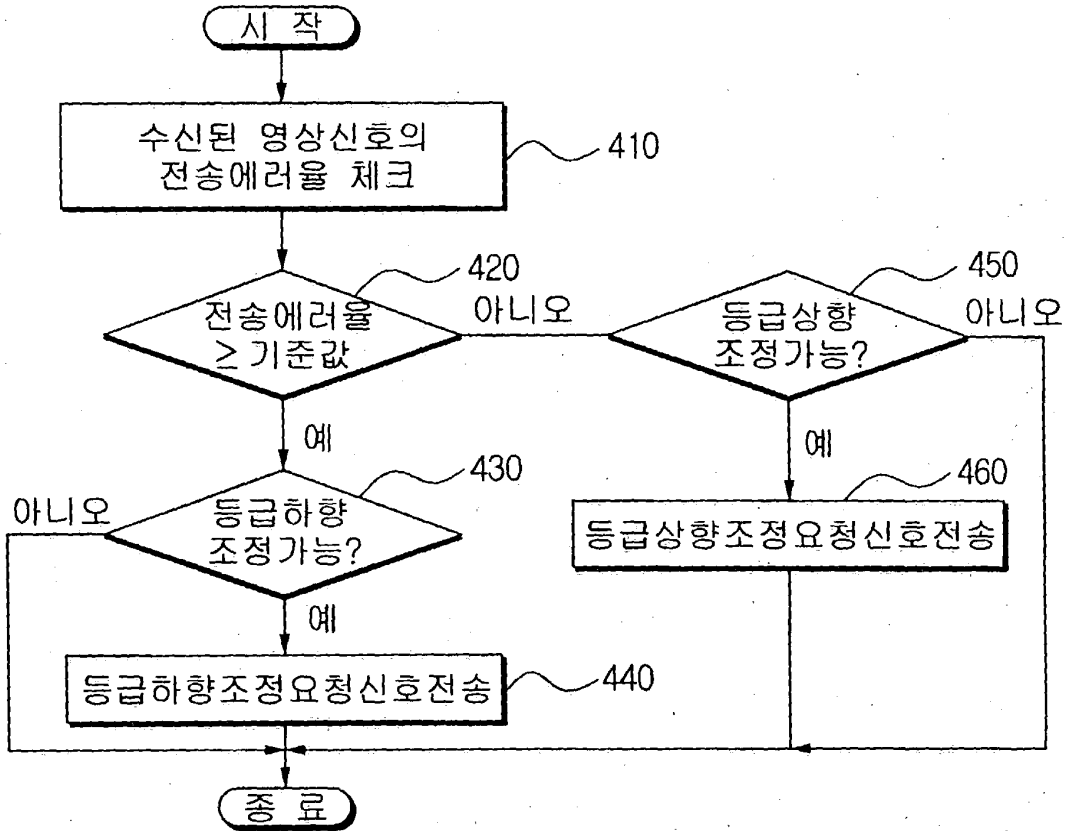 시 작
수신된 영상신호의
전송에러율 체크
410
전송에러율
≥기준값
420
아니오
예
등급상향
조정가능?
450
아니오
예
등급하향
조정가능?
430
아니오
예
등급상향조정요청신호전송
460
등급하향조정요청신호전송
440
종 료